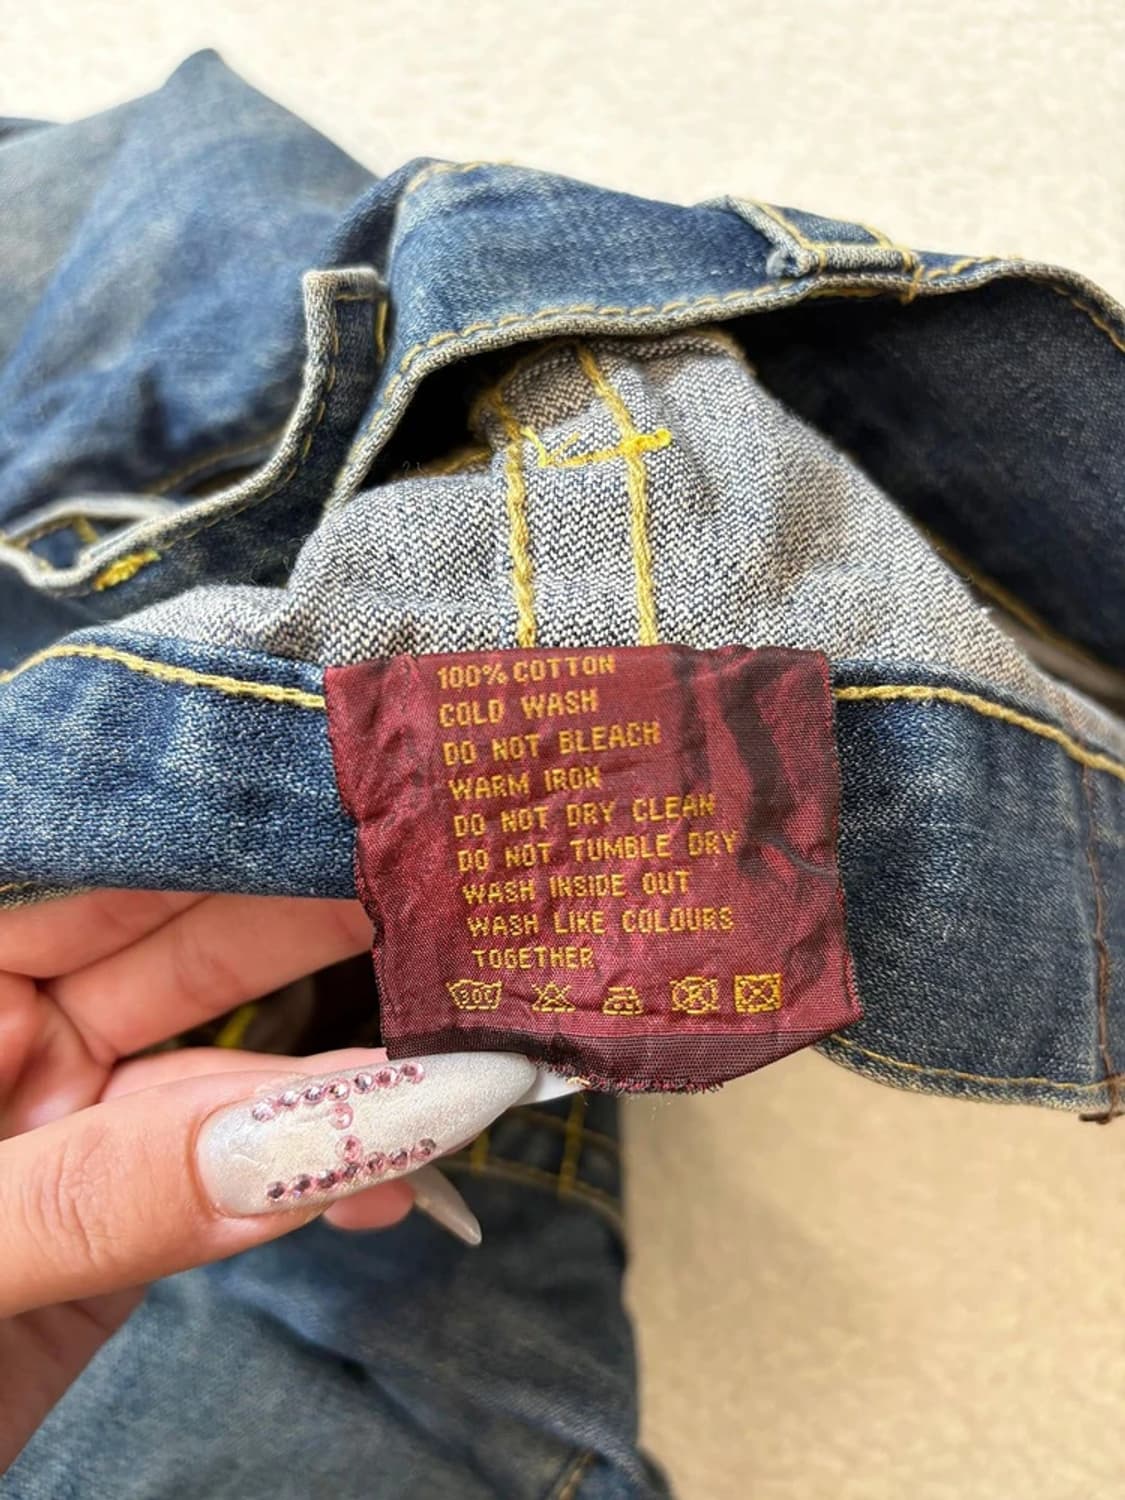 100% COTTON
COLD WASH
DO NOT BLEACH
WARM IRON
DO NOT DRY CLEAN
DO NOT TUMBLE DRY
WASH INSIDE OUT
WASH LIKE COLOURS
TOGETHER
30C